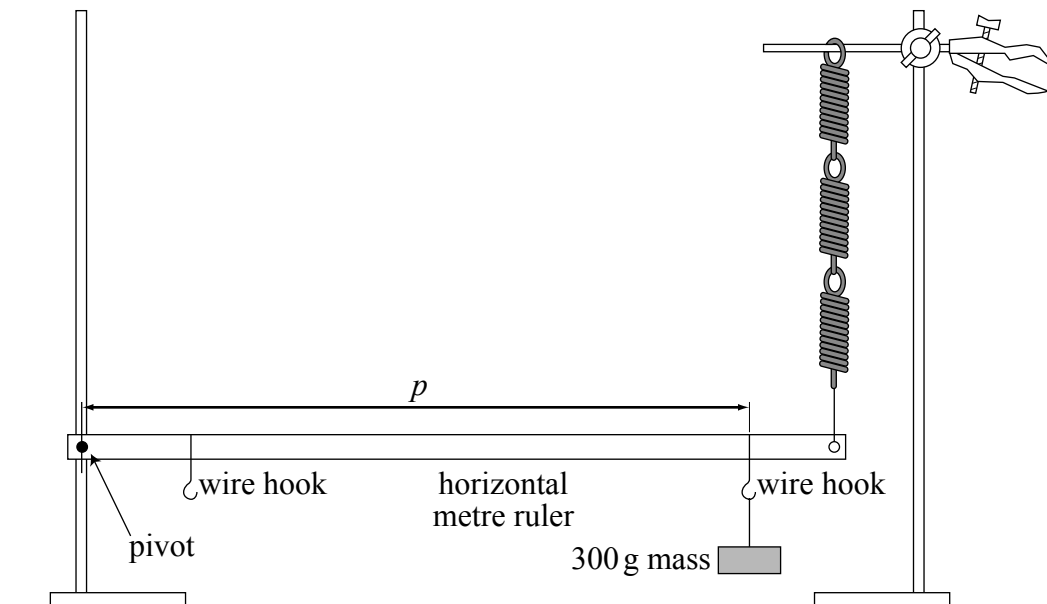 p
wire hook
horizontal
metre ruler
wire hook
pivot
300 g mass